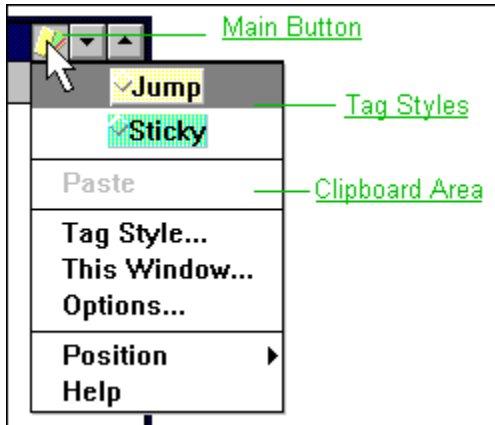 Main Button
Jump
Tag Styles
Sticky
Paste
Clipboard Area
Tag Style...
This Window...
Options...
Position
Help